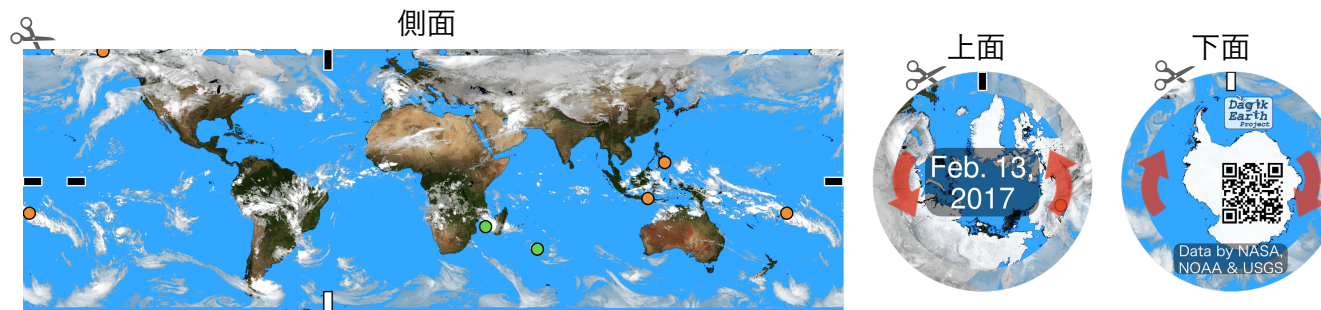 側面
上面
下面
Feb. 13,
2017
Dagik
Earth
Project
Data by NASA,
NOAA & USGS